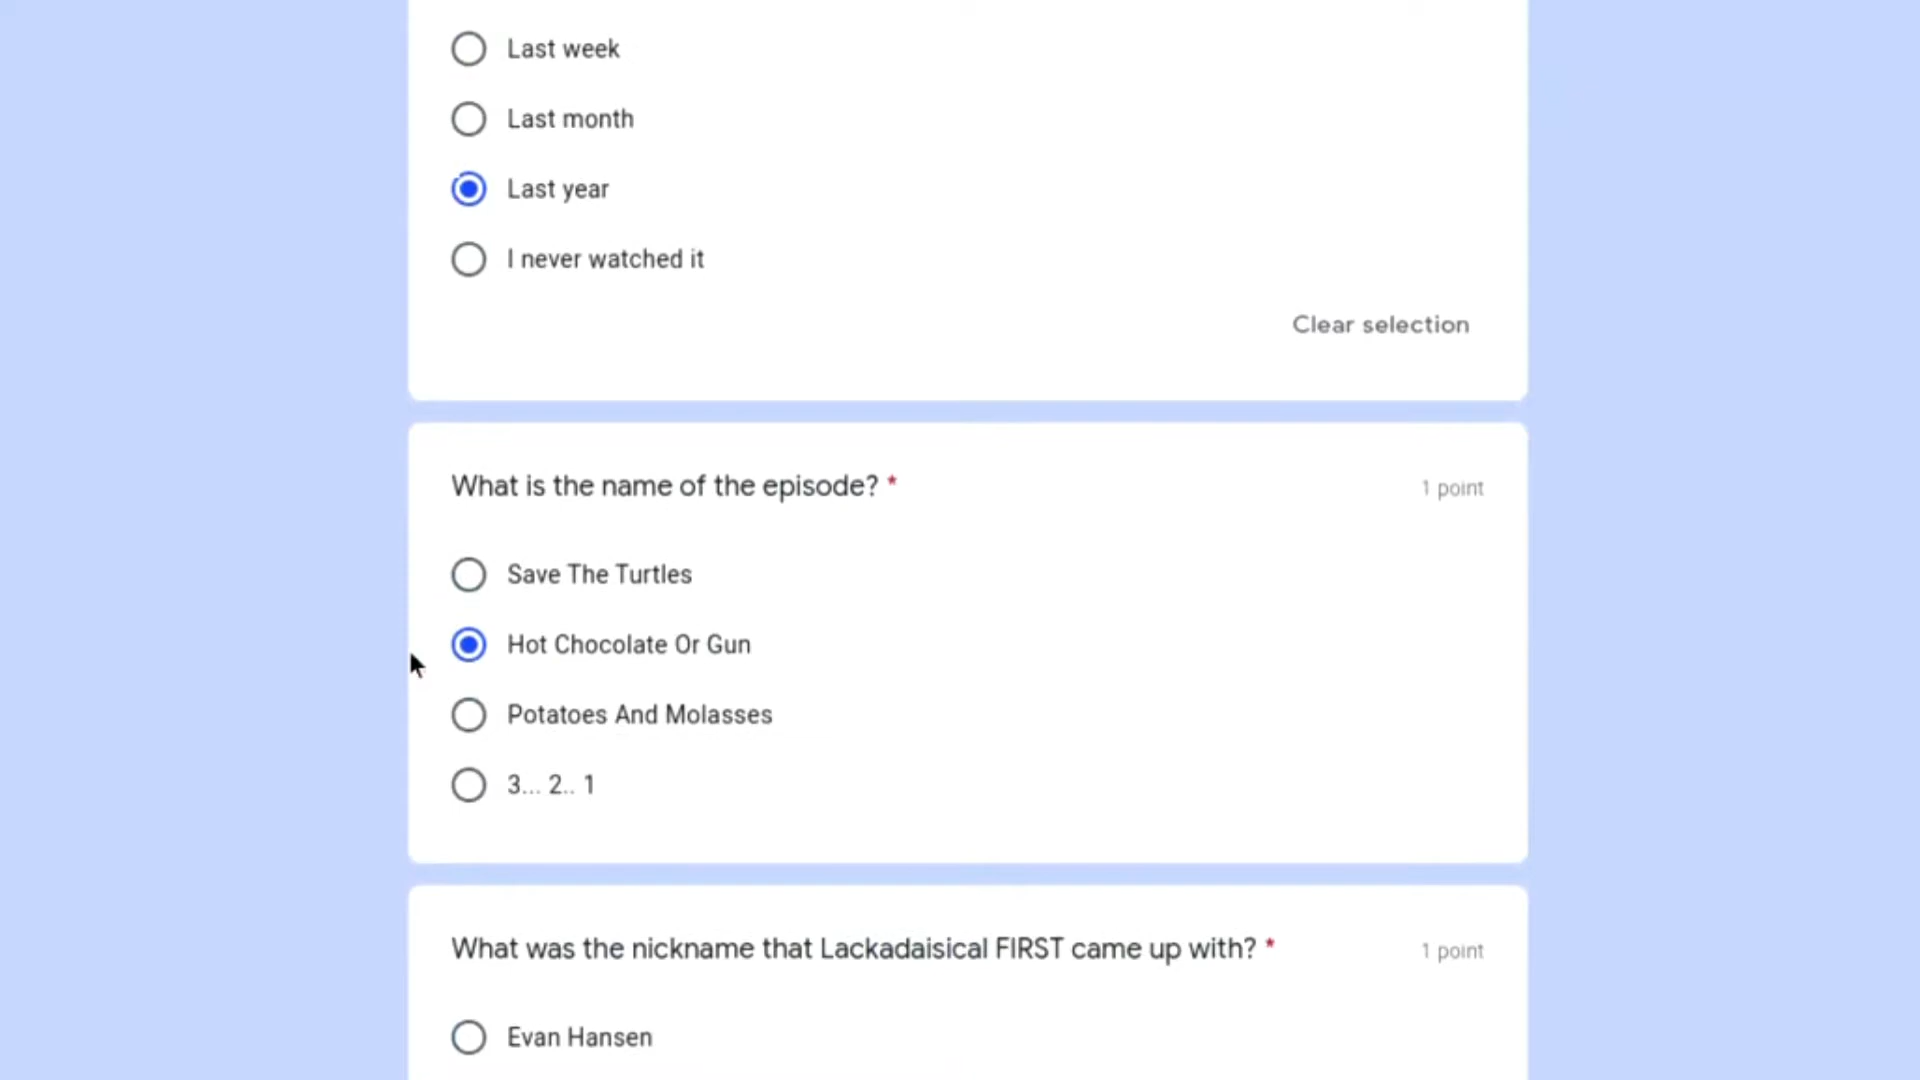 Last week
Last month
Last year
I never watched it
Clear selection
What is the name of the episode? *
1 point
Save The Turtles
Hot Chocolate Or Gun
Potatoes And Molasses
3... 2.. 1
What was the nickname that Lackadaisical FIRST came up with? *
1 point
Evan Hansen